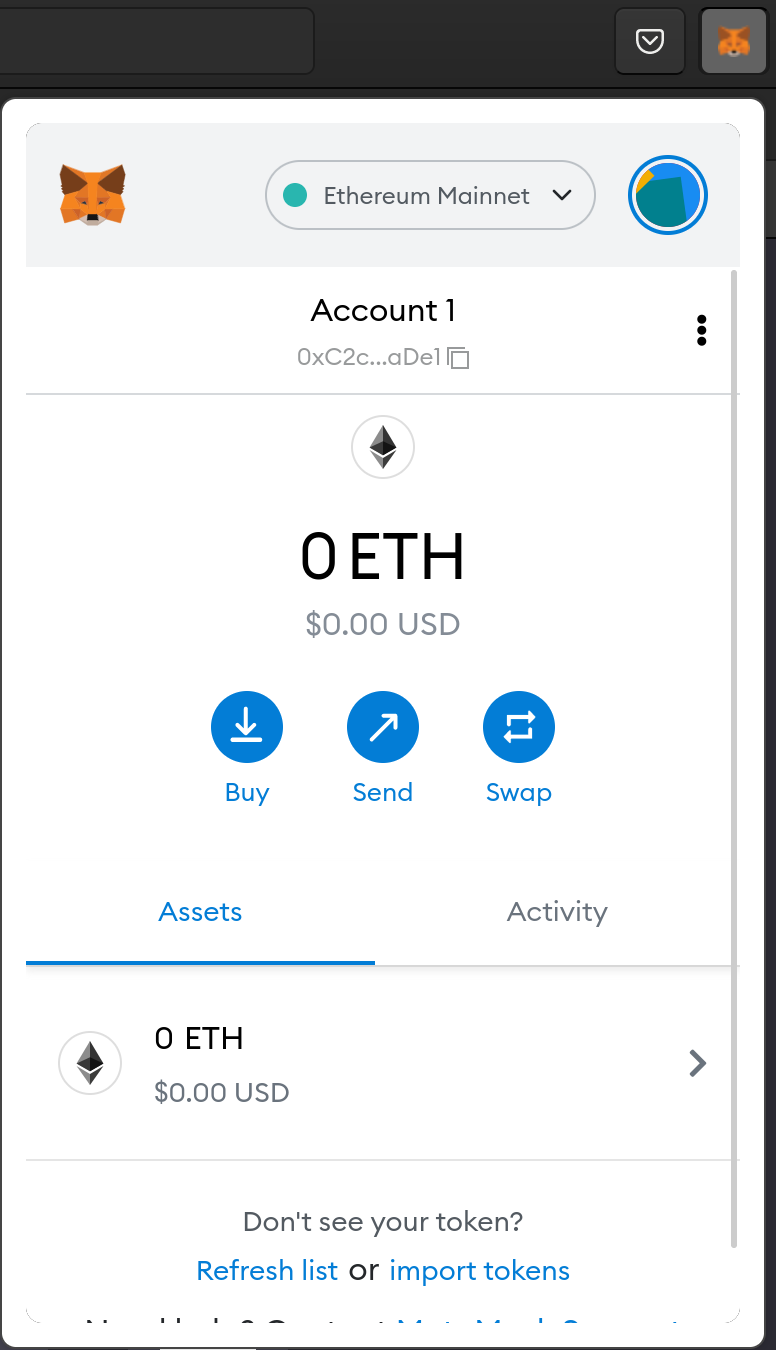 Ethereum Mainnet
Account 1
0xC2c...aDe1
0 ETH
$0.00 USD
Buy
Send
Swap
Assets
Activity
0 ETH
$0.00 USD
Don't see your token?
Refresh list or import tokens